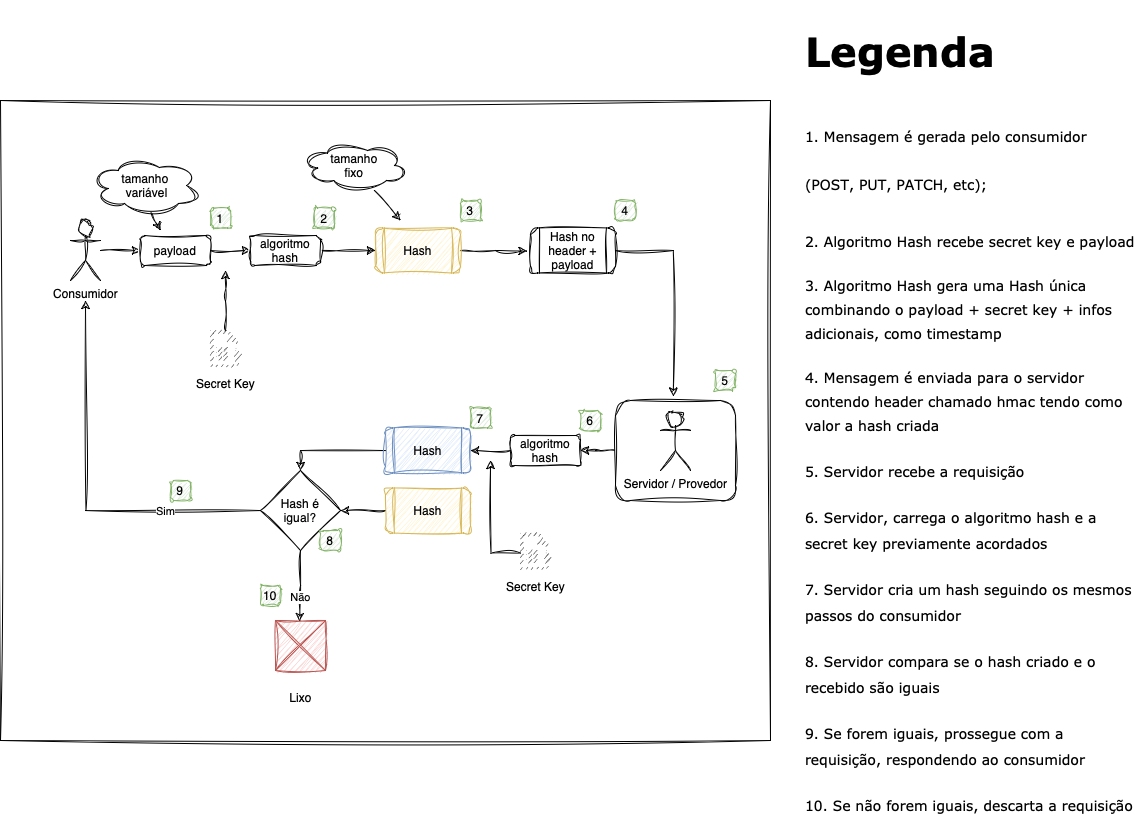 Legenda
tamanho
variável
tamanho
fixo
1
2
3
4
payload
algoritmo
hash
Hash
Hash no
header +
payload
Consumidor
Secret Key
5
6
7
Servidor / Provedor
algoritmo
hash
Hash
Hash
Hash é
igual?
8
9
Sim
10
Não
Secret Key
Lixo
1. Mensagem é gerada pelo consumidor
(POST, PUT, PATCH, etc);
2. Algoritmo Hash recebe secret key e payload
3. Algoritmo Hash gera uma Hash única
combinando o payload + secret key + infos
adicionais, como timestamp
4. Mensagem é enviada para o servidor
contendo header chamado hmac tendo como
valor a hash criada
5. Servidor recebe a requisição
6. Servidor, carrega o algoritmo hash e a
secret key previamente acordados
7. Servidor cria um hash seguindo os mesmos
passos do consumidor
8. Servidor compara se o hash criado e o
recebido são iguais
9. Se forem iguais, prossegue com a
requisição, respondendo ao consumidor
10. Se não forem iguais, descarta a requisição